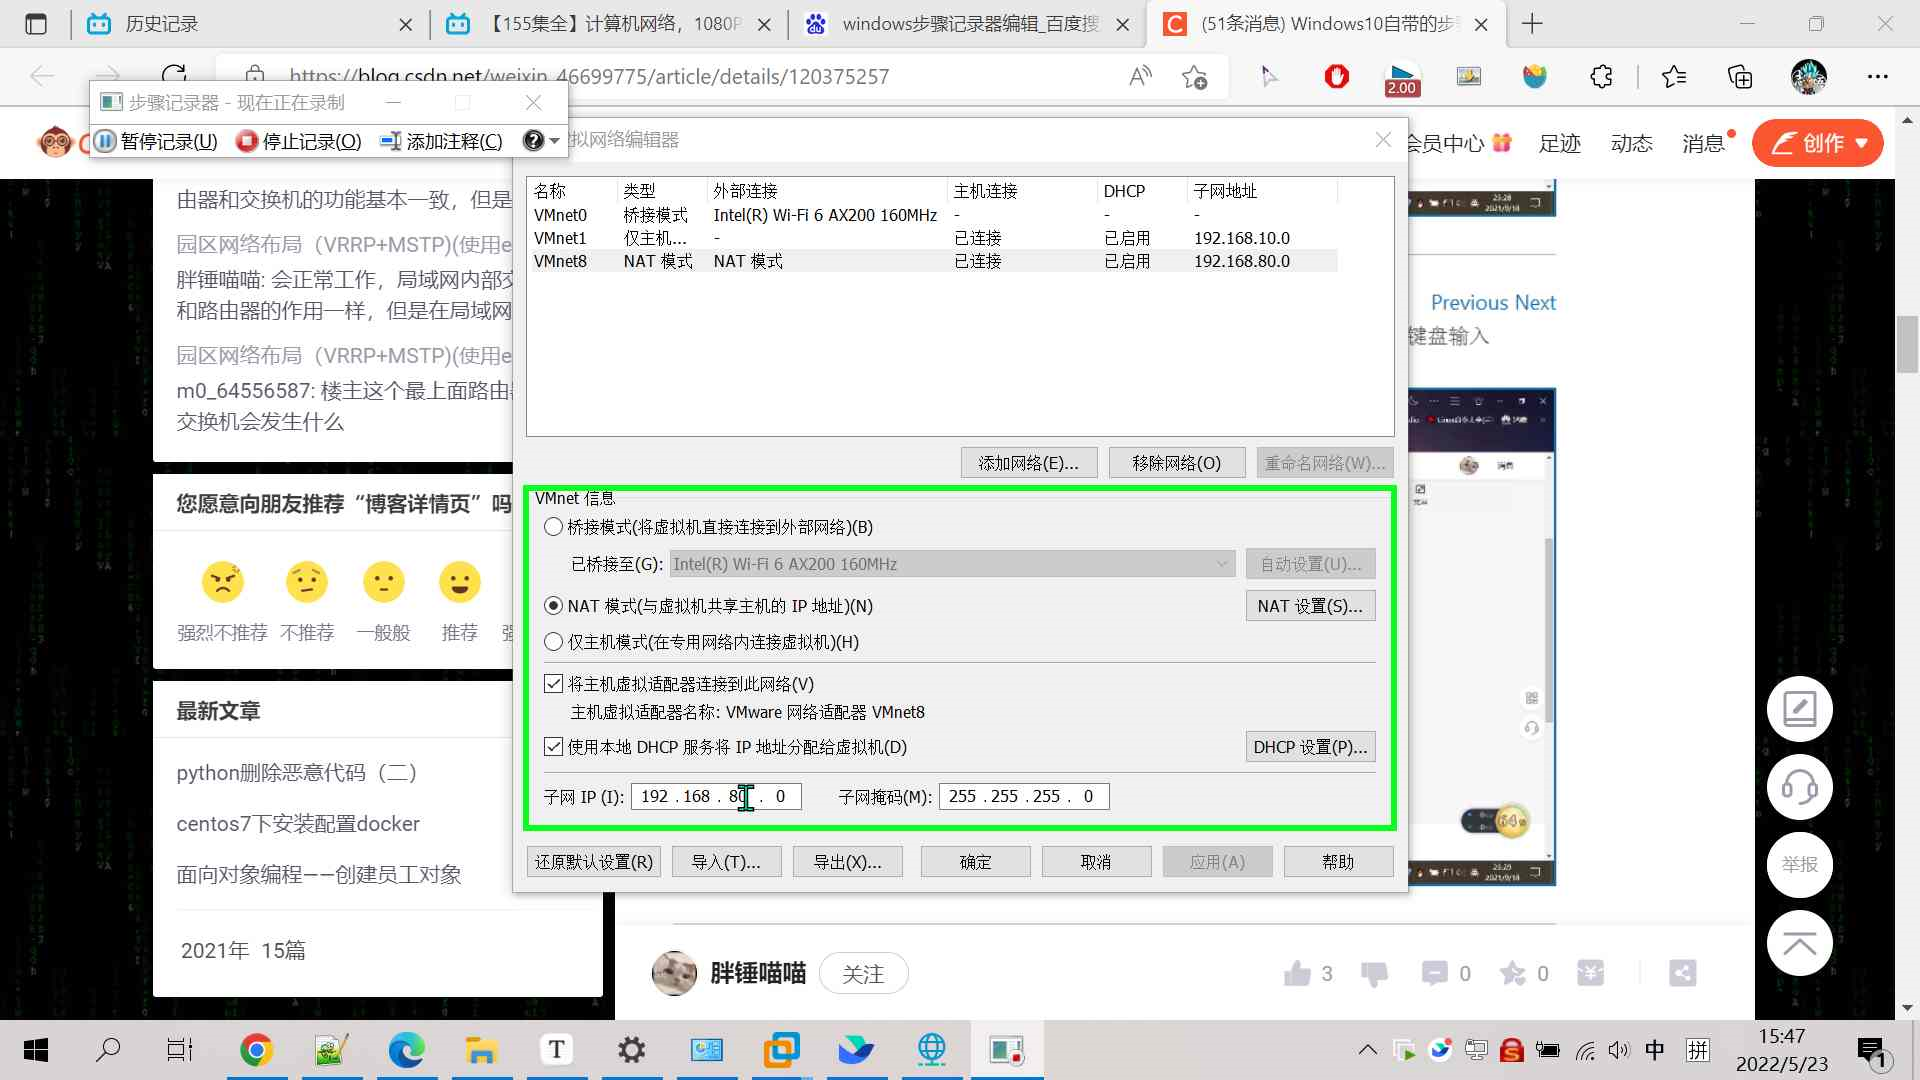 历史记录
【155集全】计算机网络，1080P
windows步骤记录器编辑_百度搜
(51条消息) Windows10自带的步
https://blog.csdn.net/weixin_46699775/article/details/120375257
2.00
步骤记录器 - 现在正在录制
暂停记录(U)
停止记录(O)
添加注释(C)
拟网络编辑器
会员中心
足迹
动态
消息
创作
名称 类型 外部连接 主机连接 DHCP 子网地址
VMnet0 桥接模式 Intel(R) Wi-Fi 6 AX200 160MHz - - -
VMnet1 仅主机... - 已连接 已启用 192.168.10.0
VMnet8 NAT 模式 NAT 模式 已连接 已启用 192.168.80.0
由器和交换机的功能基本一致，但是
园区网络布局（VRRP+MSTP)(使用e
胖锤喵喵: 会正常工作，局域网内部交
和路由器的作用一样，但是在局域网
园区网络布局（VRRP+MSTP)(使用e
m0_64556587: 楼主这个最上面路由器
交换机会发生什么
23:28
2021/9/18
Previous Next
键盘输入
添加网络(E)...
移除网络(O)
重命名网络(W)...
您愿意向朋友推荐“博客详情页”吗
强烈不推荐
不推荐
一般般
推荐
强
VMnet 信息
桥接模式(将虚拟机直接连接到外部网络)(B)
已桥接至(G): Intel(R) Wi-Fi 6 AX200 160MHz
自动设置(U)...
NAT 模式(与虚拟机共享主机的 IP 地址)(N)
NAT 设置(S)...
仅主机模式(在专用网络内连接虚拟机)(H)
将主机虚拟适配器连接到此网络(V)
主机虚拟适配器名称: VMware 网络适配器 VMnet8
使用本地 DHCP 服务将 IP 地址分配给虚拟机(D)
DHCP 设置(P)...
子网 IP (I): 192 . 168 . 80 . 0
子网掩码(M): 255 . 255 . 255 . 0
还原默认设置(R)
导入(T)...
导出(X)...
确定
取消
应用(A)
帮助
最新文章
python删除恶意代码（二）
centos7下安装配置docker
面向对象编程——创建员工对象
2021年 15篇
64
23:29
2021/9/18
举报
胖锤喵喵
关注
3
0
0
T
中
拼
15:47
2022/5/23
1